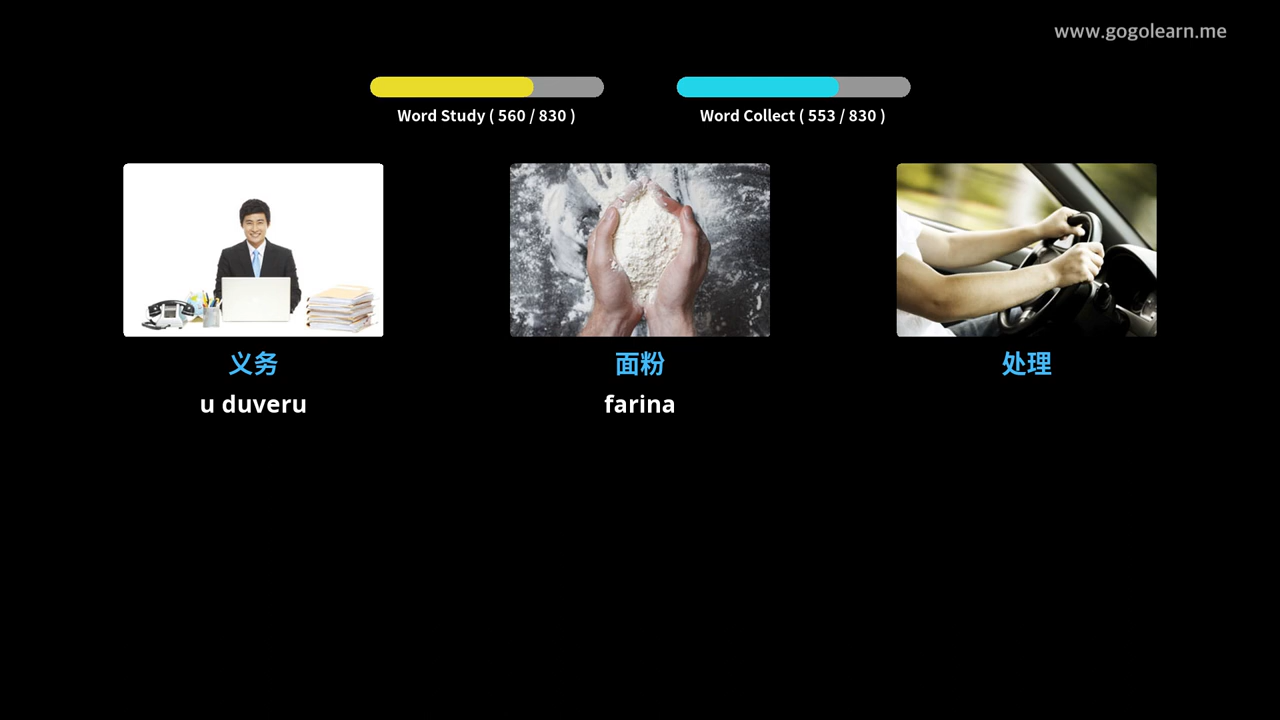 www.gogolearn.me
Word Study ( 560 / 830 )
Word Collect ( 553 / 830 )
义务
面粉
处理
u duveru
farina